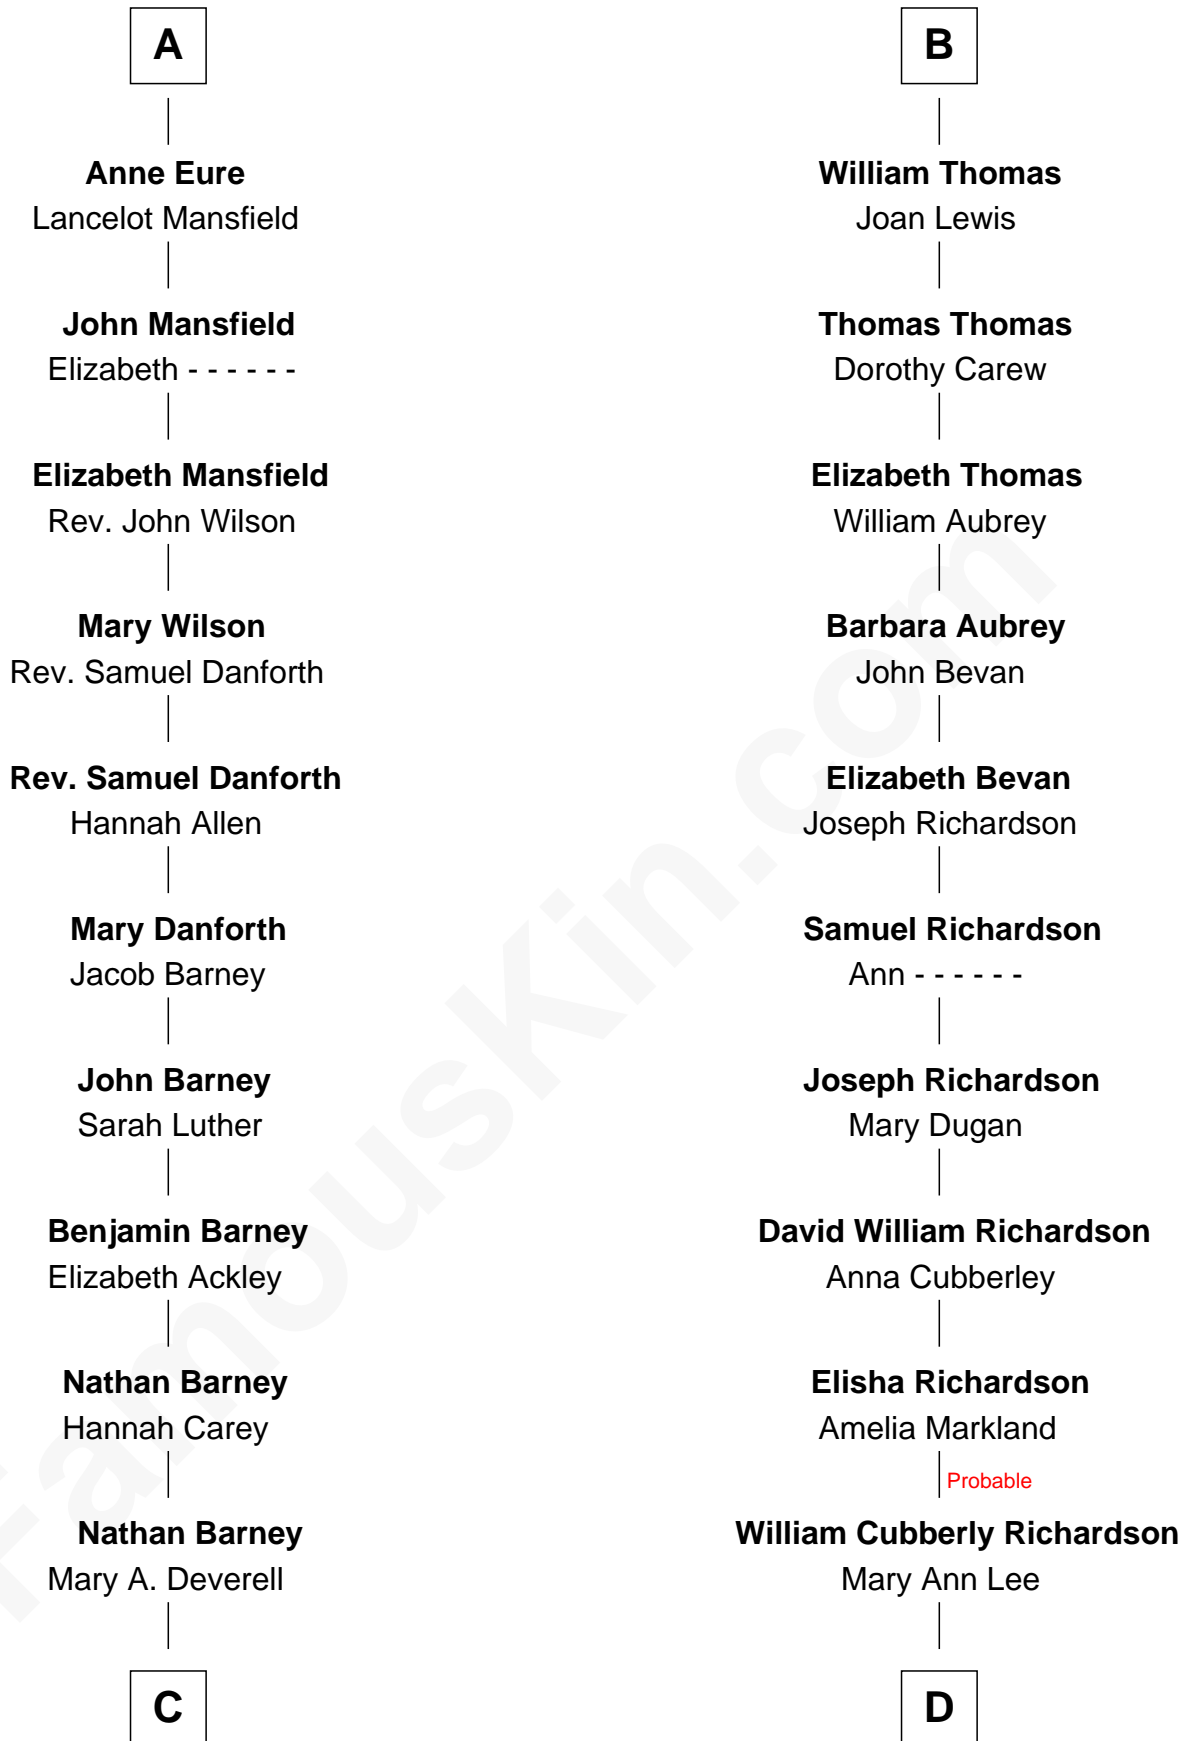 A
Anne Eure
Lancelot Mansfield
John Mansfield
Elizabeth - - - - - -
Elizabeth Mansfield
Rev. John Wilson
Mary Wilson
Rev. Samuel Danforth
Rev. Samuel Danforth
Hannah Allen
Mary Danforth
Jacob Barney
John Barney
Sarah Luther
Benjamin Barney
Elizabeth Ackley
Nathan Barney
Hannah Carey
Nathan Barney
Mary A. Deverell
C
B
William Thomas
Joan Lewis
Thomas Thomas
Dorothy Carew
Elizabeth Thomas
William Aubrey
Barbara Aubrey
John Bevan
Elizabeth Bevan
Joseph Richardson
Samuel Richardson
Ann - - - - - -
Joseph Richardson
Mary Dugan
David William Richardson
Anna Cubberley
Elisha Richardson
Amelia Markland
Probable
William Cubberly Richardson
Mary Ann Lee
D
FamousKin.com